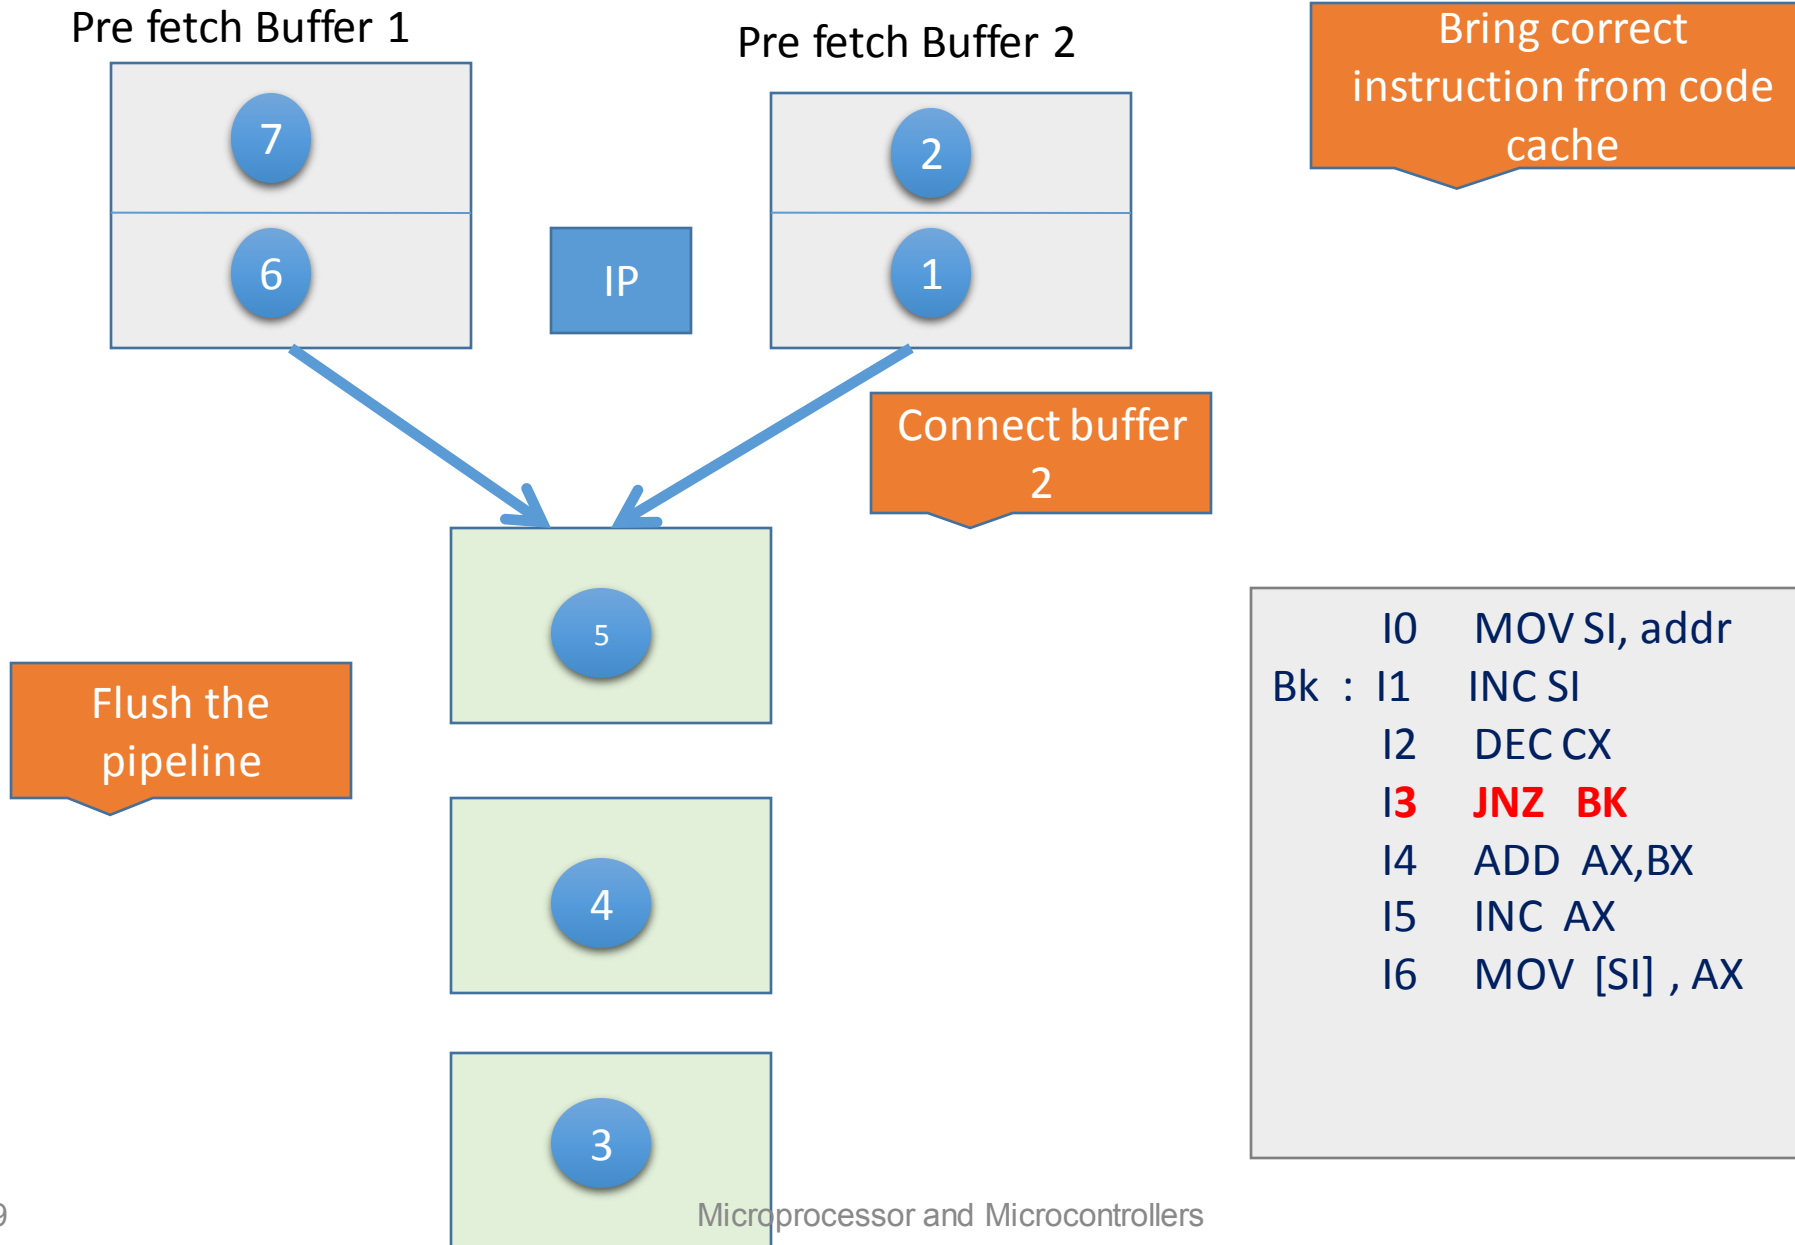 Pre fetch Buffer 1
Pre fetch Buffer 2
Bring correct
instruction from code
cache
7
6
IP
2
1
Connect buffer
2
5
Flush the
pipeline
4
3
I0 MOV SI, addr
Bk : I1 INC SI
I2 DEC CX
I3 JNZ BK
I4 ADD AX,BX
I5 INC AX
I6 MOV [SI] , AX
9
Microprocessor and Microcontrollers